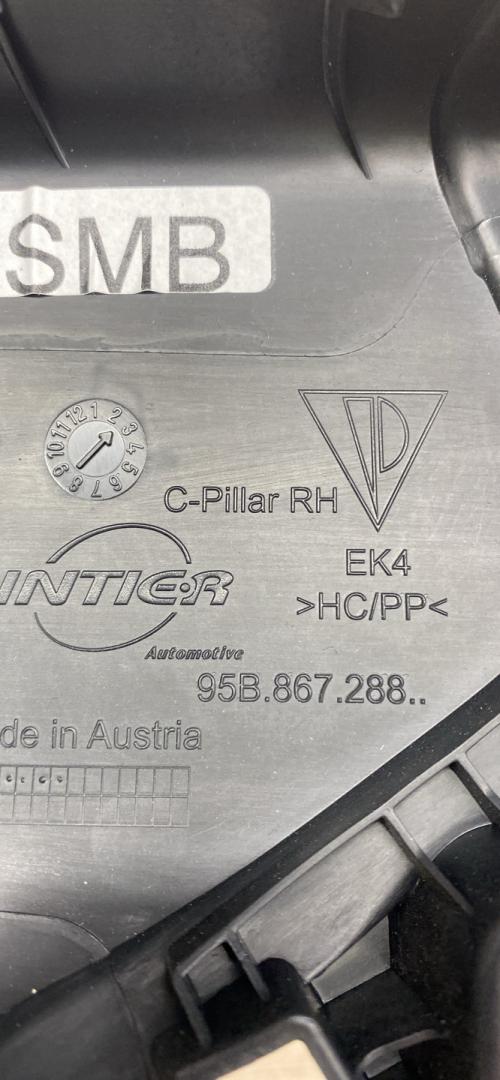 SMB
12 1 2 3 4 5 6 7 8 9 10 11
C-Pillar RH
EK4
>HC/PP<
INTIER
Automotive
95B.867.288..
de in Austria